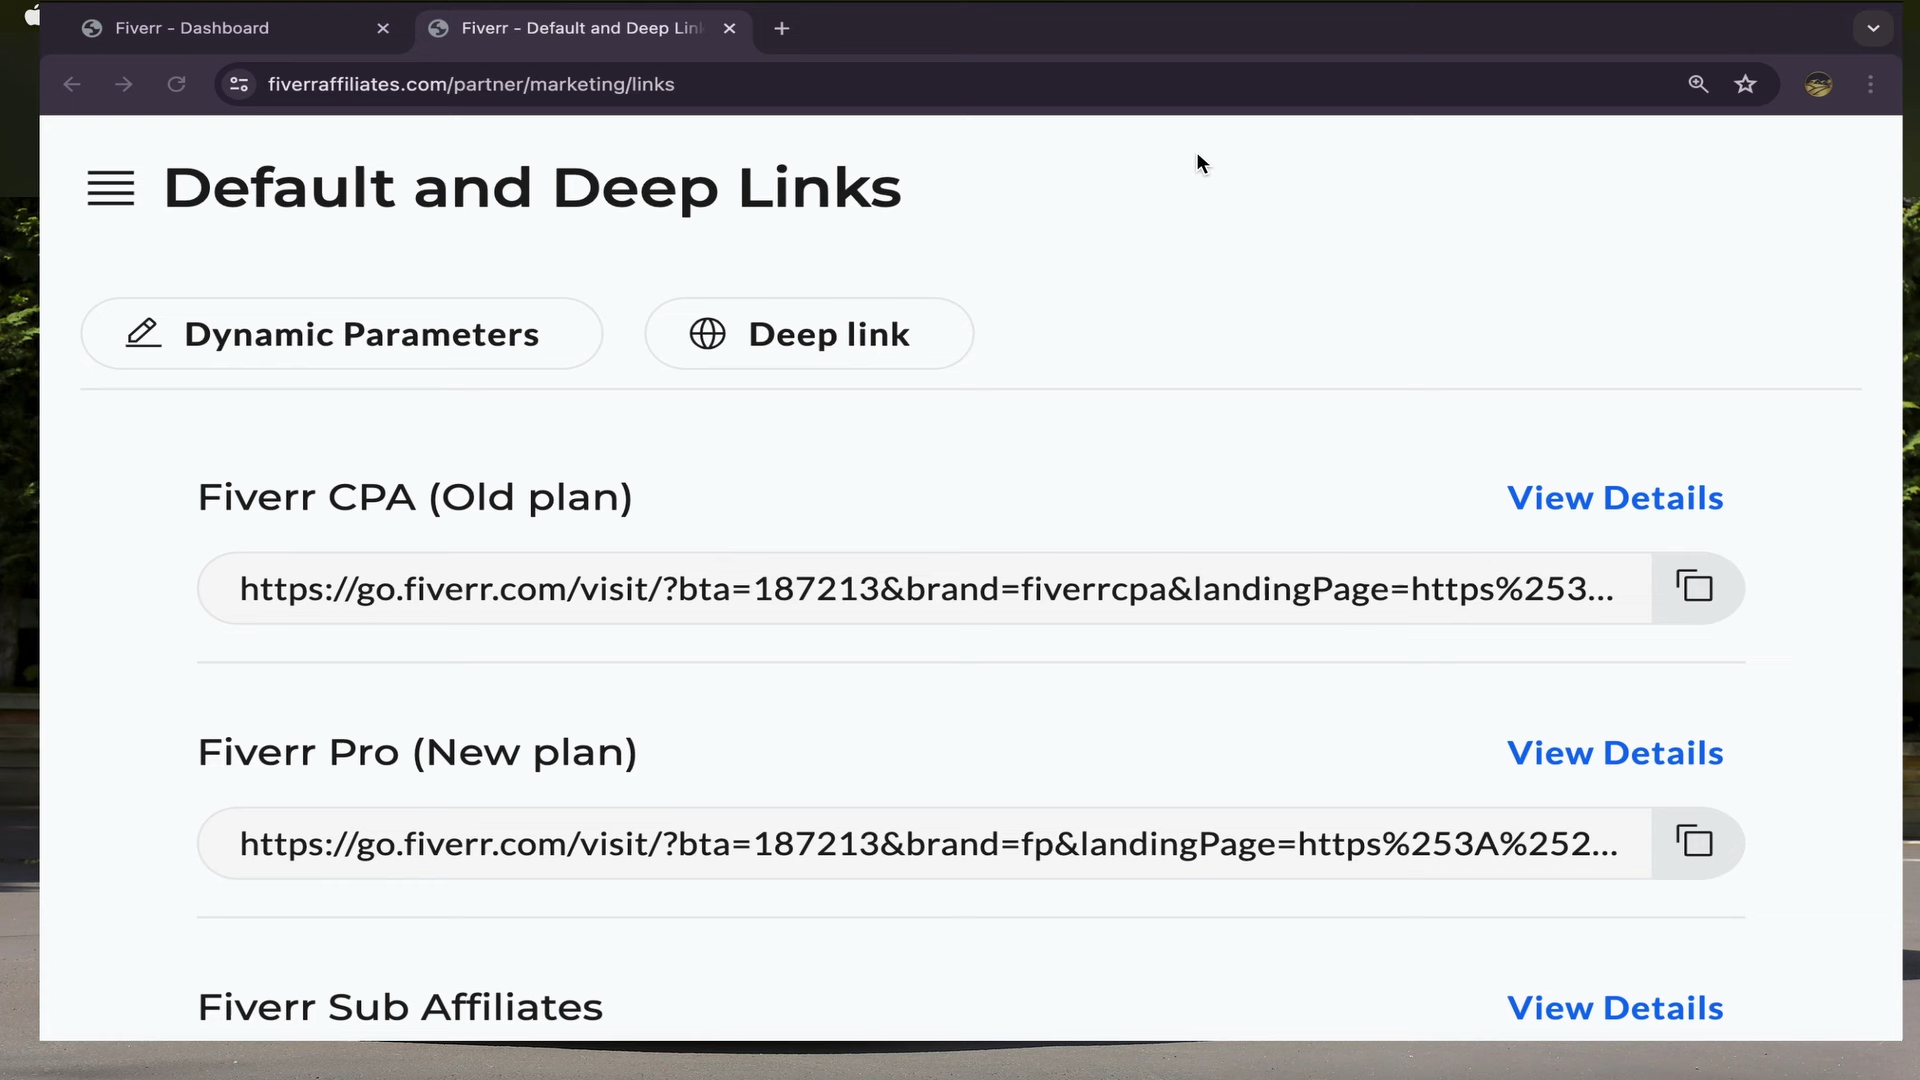 Fiverr - Dashboard
Fiverr - Default and Deep Lin
fiverraffiliates.com/partner/marketing/links
Default and Deep Links
Dynamic Parameters
Deep link
Fiverr CPA (Old plan)
View Details
https://go.fiverr.com/visit/?bta=187213&brand=fiverrcpa&landingPage=https%253...
Fiverr Pro (New plan)
View Details
https://go.fiverr.com/visit/?bta=187213&brand=fp&landingPage=https%253A%252...
Fiverr Sub Affiliates
View Details